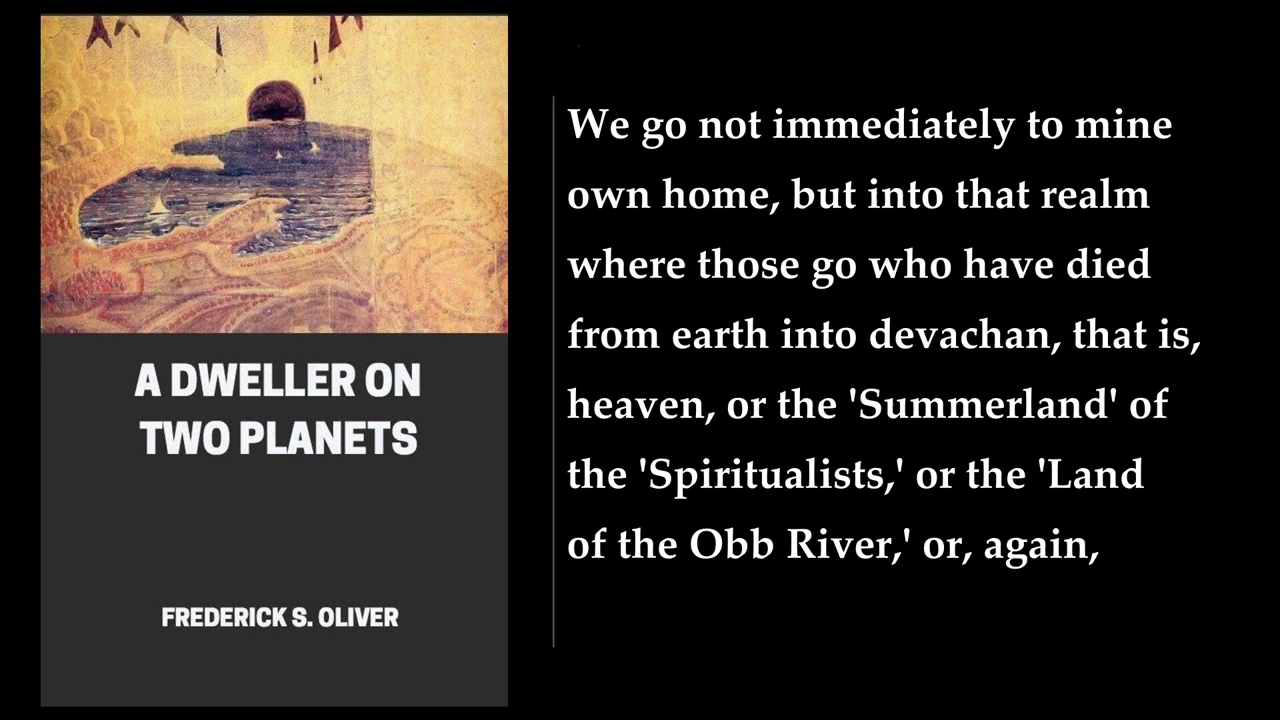 A DWELLER ON
TWO PLANETS
FREDERICK S. OLIVER
We go not immediately to mine
own home, but into that realm
where those go who have died
from earth into devachan, that is,
heaven, or the 'Summerland' of
the 'Spiritualists,' or the 'Land
of the Obb River,' or, again,